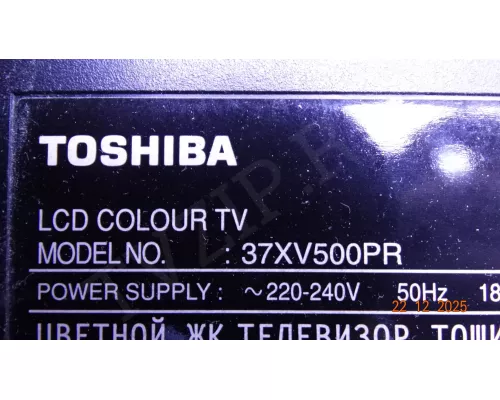 TOSHIBA
LCD COLOUR TV
MODEL NO. : 37XV500PR
POWER SUPPLY : ~220-240V 50Hz 18
22 12 2025
ЦВЕТНОЙ ЖК ТЕЛЕВИЗОР ТОШИ